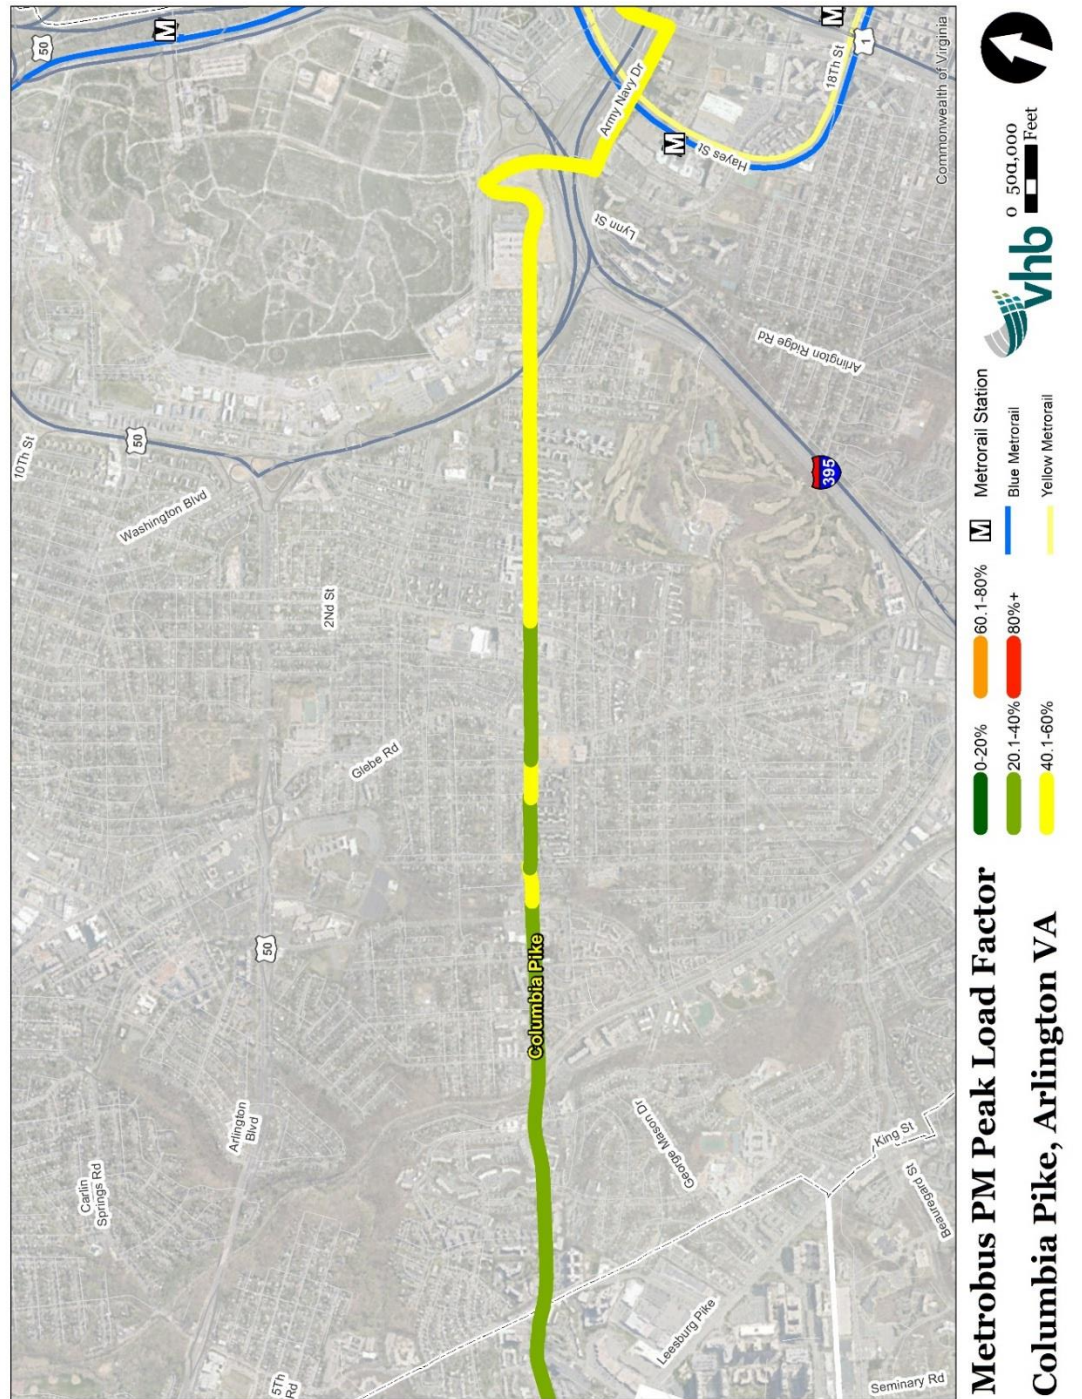 50
M
M
M
1
18Th St
Army Navy Dr
Hayes St
Lynn St
Arlington Ridge Rd
Commonwealth of Virginia
395
10Th St
50
Washington Blvd
2Nd St
Glebe Rd
50
Columbia Pike
Arlington
Blvd
Carlin
Springs Rd
George Mason Dr
King St
Beauregard St
Leesburg Pike
Seminary Rd
5Th
Rd
Metrobus PM Peak Load Factor
Columbia Pike, Arlington VA
0-20%
20.1-40%
40.1-60%
60.1-80%
80%+
M Metrorail Station
Blue Metrorail
Yellow Metrorail
vhb
Feet